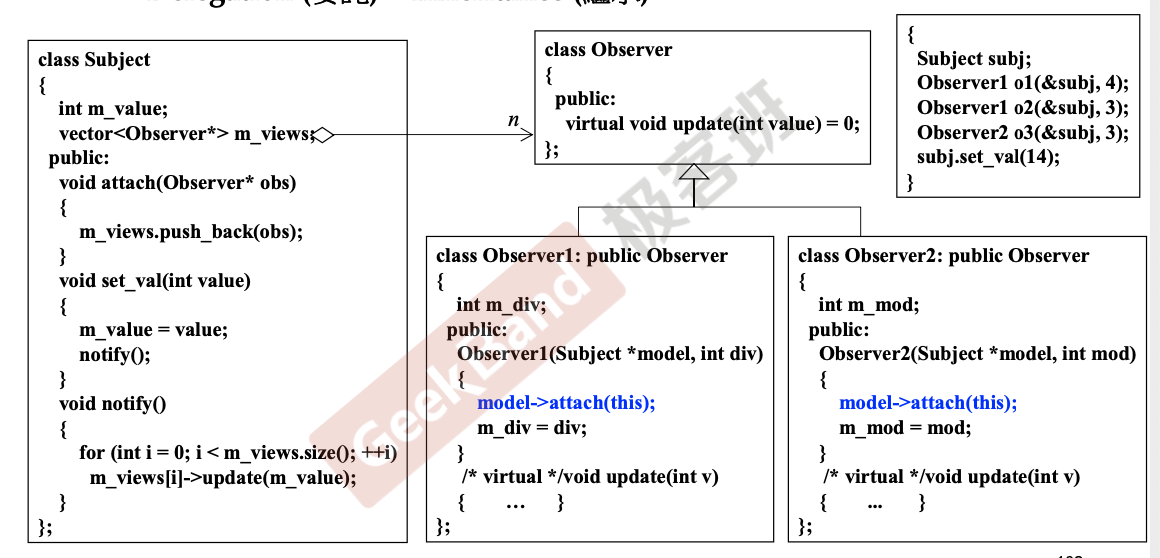 class Subject
{
int m_value;
vector<Observer*> m_views;
public:
void attach(Observer* obs)
{
m_views.push_back(obs);
}
void set_val(int value)
{
m_value = value;
notify();
}
void notify()
{
for (int i = 0; i < m_views.size(); ++i)
m_views[i]->update(m_value);
}
};
n
class Observer
{
public:
virtual void update(int value) = 0;
};
{
Subject subj;
Observer1 o1(&subj, 4);
Observer1 o2(&subj, 3);
Observer2 o3(&subj, 3);
subj.set_val(14);
}
class Observer1: public Observer
{
int m_div;
public:
Observer1(Subject *model, int div)
{
model->attach(this);
m_div = div;
}
/* virtual */void update(int v)
{ … }
};
class Observer2: public Observer
{
int m_mod;
public:
Observer2(Subject *model, int mod)
{
model->attach(this);
m_mod = mod;
}
/* virtual */void update(int v)
{ ... }
};
GeekBand 极客班